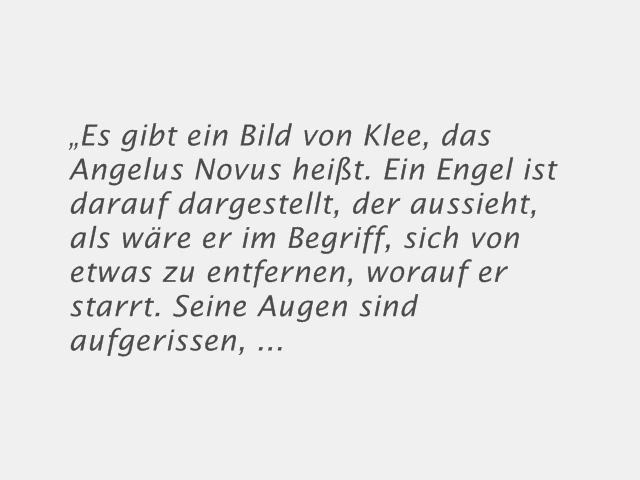 „Es gibt ein Bild von Klee, das
Angelus Novus heißt. Ein Engel ist
darauf dargestellt, der aussieht,
als wäre er im Begriff, sich von
etwas zu entfernen, worauf er
starrt. Seine Augen sind
aufgerissen, ...